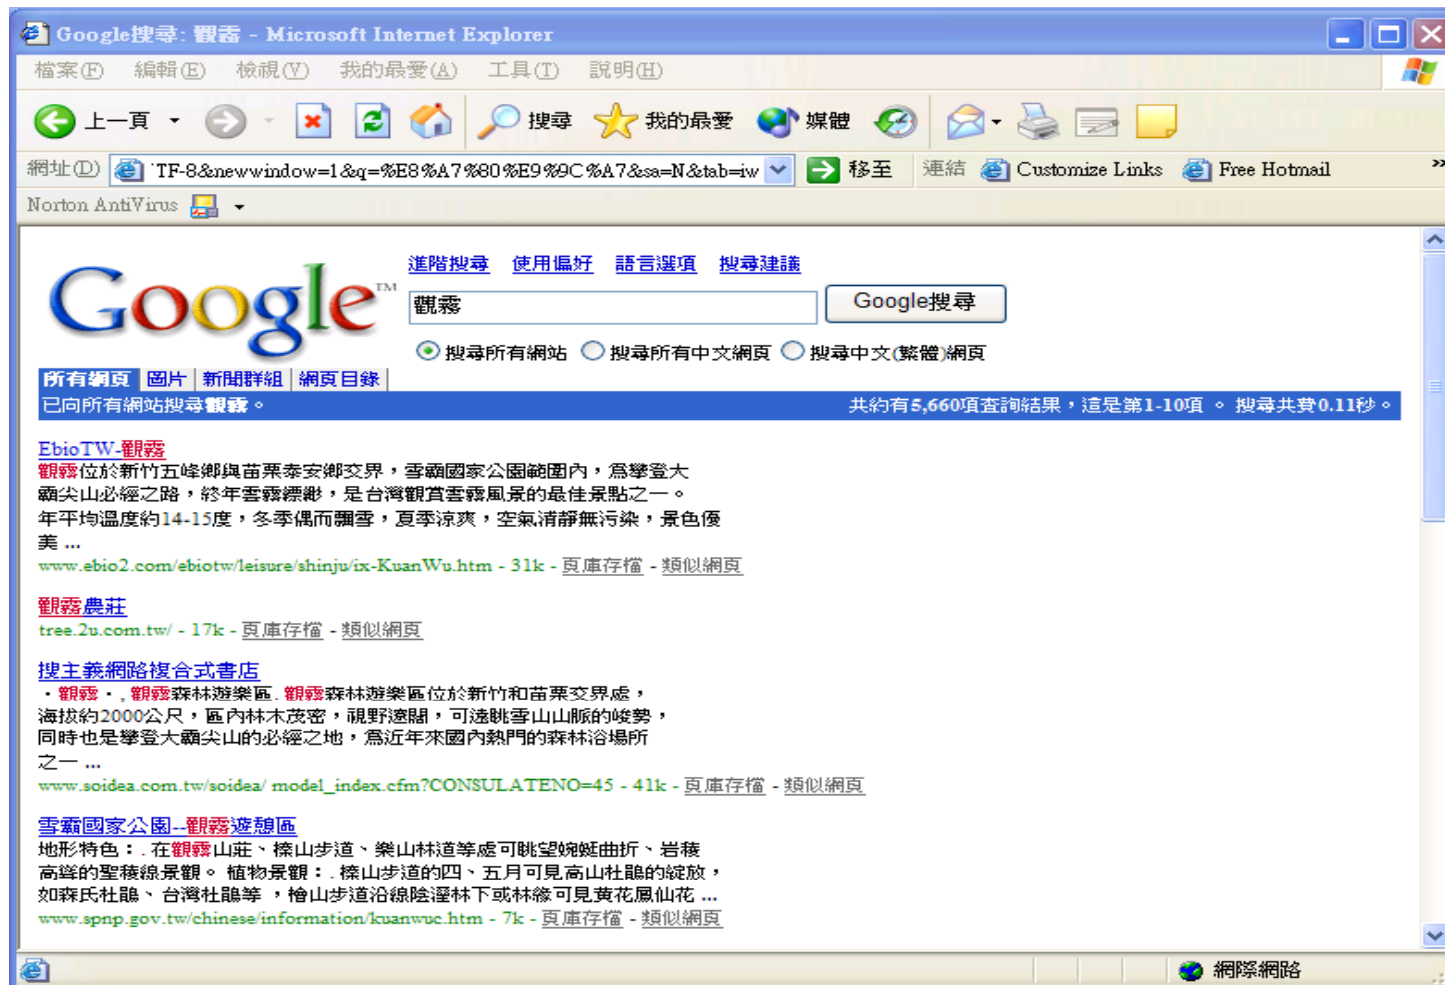 Google搜尋: 觀霧 - Microsoft Internet Explorer
檔案(F) 編輯(E) 檢視(V) 我的最愛(A) 工具(T) 說明(H)
上一頁 搜尋 我的最愛 媒體
網址(D) TF-8&newwindow=1&q=%E8%A7%80%E9%9C%A7&sa=N&tab=iw 移至 連結 Customize Links Free Hotmail »
Norton AntiVirus
Google™
進階搜尋 使用偏好 語言選項 搜尋建議
觀霧 Google搜尋
搜尋所有網站 搜尋所有中文網頁 搜尋中文(繁體)網頁
所有網頁 圖片 新聞群組 網頁目錄
已向所有網站搜尋觀霧。 共約有5,660項查詢結果，這是第1-10項 。 搜尋共費0.11秒。
EbioTW-觀霧
觀霧位於新竹五峰鄉與苗栗泰安鄉交界，雪霸國家公園範圍內，為攀登大
霸尖山必經之路，終年雲霧縹緲，是台灣觀賞雲霧風景的最佳景點之一。
年平均溫度約14-15度，冬季偶而飄雪，夏季涼爽，空氣清靜無污染，景色優
美 ...
www.ebio2.com/ebiotw/leisure/shinju/ix-KuanWu.htm - 31k - 頁庫存檔 - 類似網頁
觀霧農莊
tree.2u.com.tw/ - 17k - 頁庫存檔 - 類似網頁
搜主義網路複合式書店
‧觀霧‧, 觀霧森林遊樂區. 觀霧森林遊樂區位於新竹和苗栗交界處，
海拔約2000公尺，區內林木茂密，視野遼闊，可遠眺雪山山脈的峻勢，
同時也是攀登大霸尖山的必經之地，為近年來國內熱門的森林浴場所
之一 ...
www.soidea.com.tw/soidea/ model_index.cfm?CONSULATENO=45 - 41k - 頁庫存檔 - 類似網頁
雪霸國家公園--觀霧遊憩區
地形特色：. 在觀霧山莊、榛山步道、樂山林道等處可眺望婉蜒曲折、岩稜
高聳的聖稜線景觀。 植物景觀：. 榛山步道的四、五月可見高山杜鵑的綻放，
如森氏杜鵑、台灣杜鵑等 ，檜山步道沿線陰溼林下或林緣可見黃花鳳仙花 ...
www.spnp.gov.tw/chinese/information/kuanwuc.htm - 7k - 頁庫存檔 - 類似網頁
網際網路